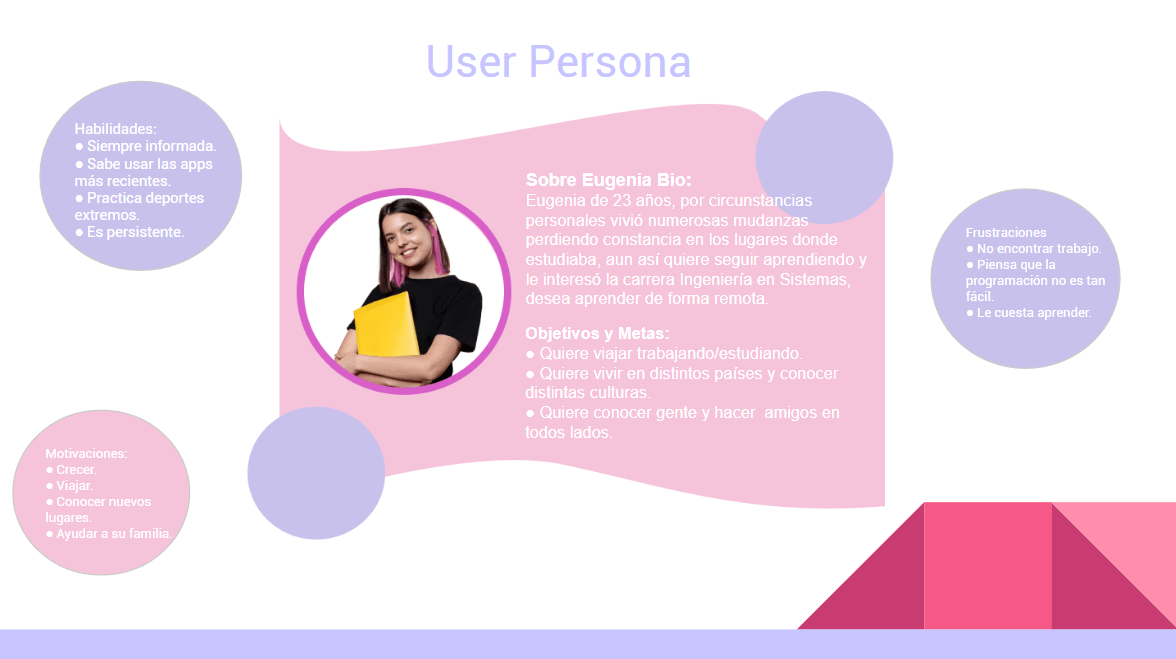 User Persona
Habilidades:
● Siempre informada.
● Sabe usar las apps
más recientes.
● Practica deportes
extremos.
● Es persistente.
Sobre Eugenia Bio:
Eugenia de 23 años, por circunstancias
personales vivió numerosas mudanzas
perdiendo constancia en los lugares donde
estudiaba, aun así quiere seguir aprendiendo y
le interesó la carrera Ingeniería en Sistemas,
desea aprender de forma remota.
Objetivos y Metas:
● Quiere viajar trabajando/estudiando.
● Quiere vivir en distintos países y conocer
distintas culturas.
● Quiere conocer gente y hacer  amigos en
todos lados.
Frustraciones
● No encontrar trabajo.
● Piensa que la
programación no es tan
fácil.
● Le cuesta aprender.
Motivaciones:
● Crecer.
● Viajar.
● Conocer nuevos
lugares.
● Ayudar a su familia.